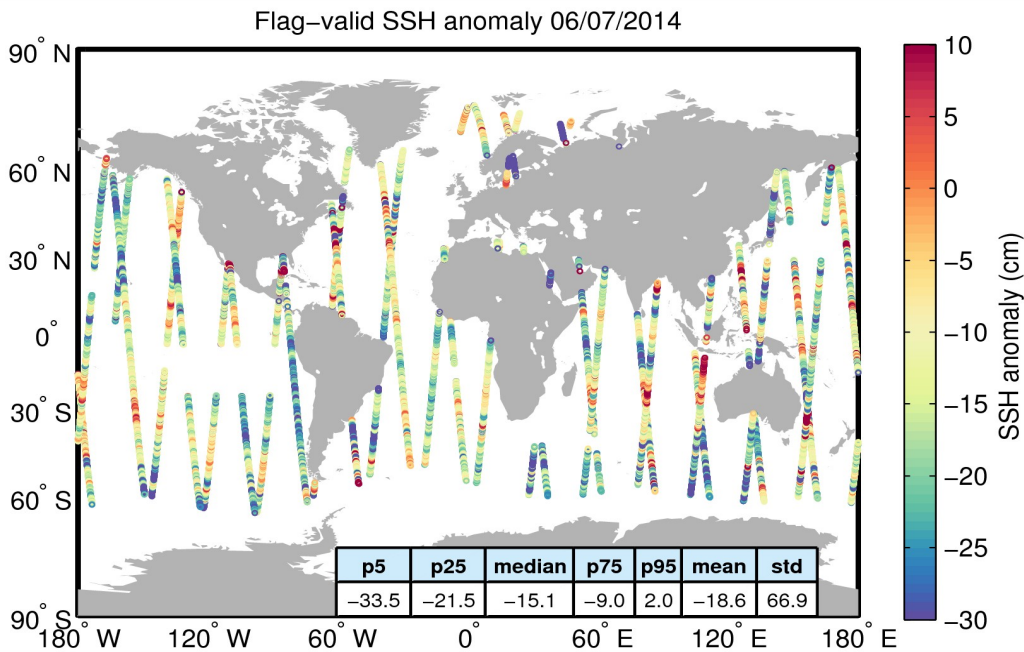 Flag−valid SSH anomaly 06/07/2014
90° N
60° N
30° N
0°
30° S
60° S
90° S
180° W
120° W
60° W
0°
60° E
120° E
180° E
p5 p25 median p75 p95 mean std
−33.5 −21.5 −15.1 −9.0 2.0 −18.6 66.9
10
5
0
−5
−10
−15
−20
−25
−30
SSH anomaly (cm)